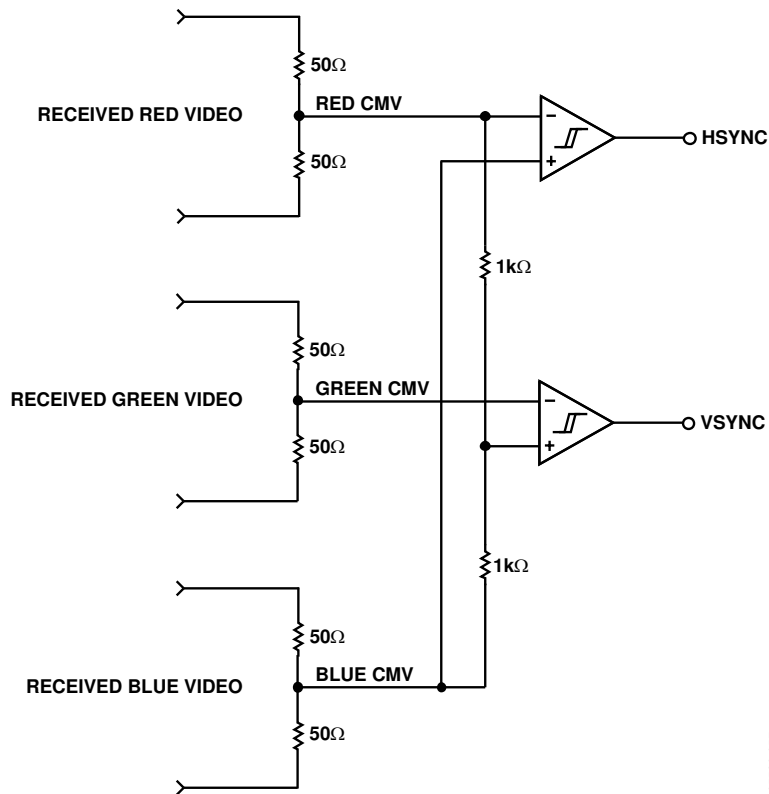 50Ω
RED CMV
RECEIVED RED VIDEO
50Ω
−
+
HSYNC
1kΩ
50Ω
GREEN CMV
RECEIVED GREEN VIDEO
50Ω
−
+
VSYNC
1kΩ
50Ω
BLUE CMV
RECEIVED BLUE VIDEO
50Ω